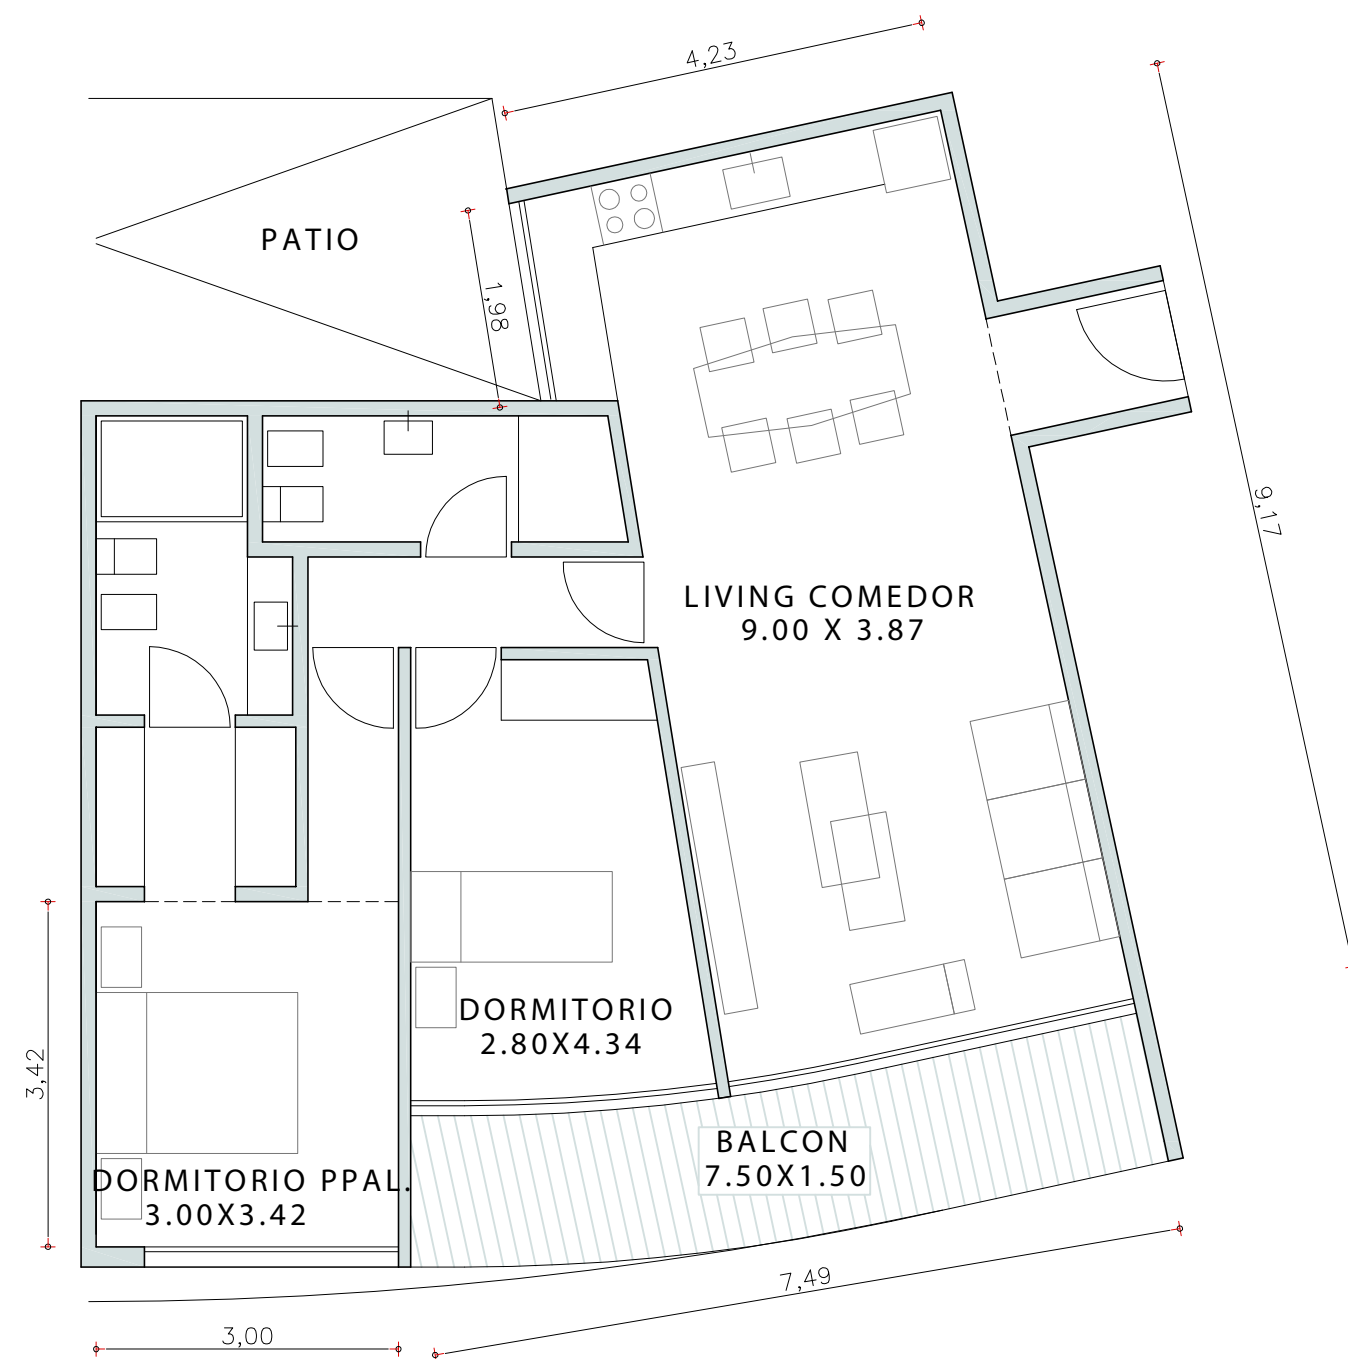 4,23
PATIO
1,98
9,17
LIVING COMEDOR
9.00 X 3.87
DORMITORIO
2.80X4.34
3,42
BALCON
7.50X1.50
DORMITORIO PPAL.
3.00X3.42
7,49
3,00